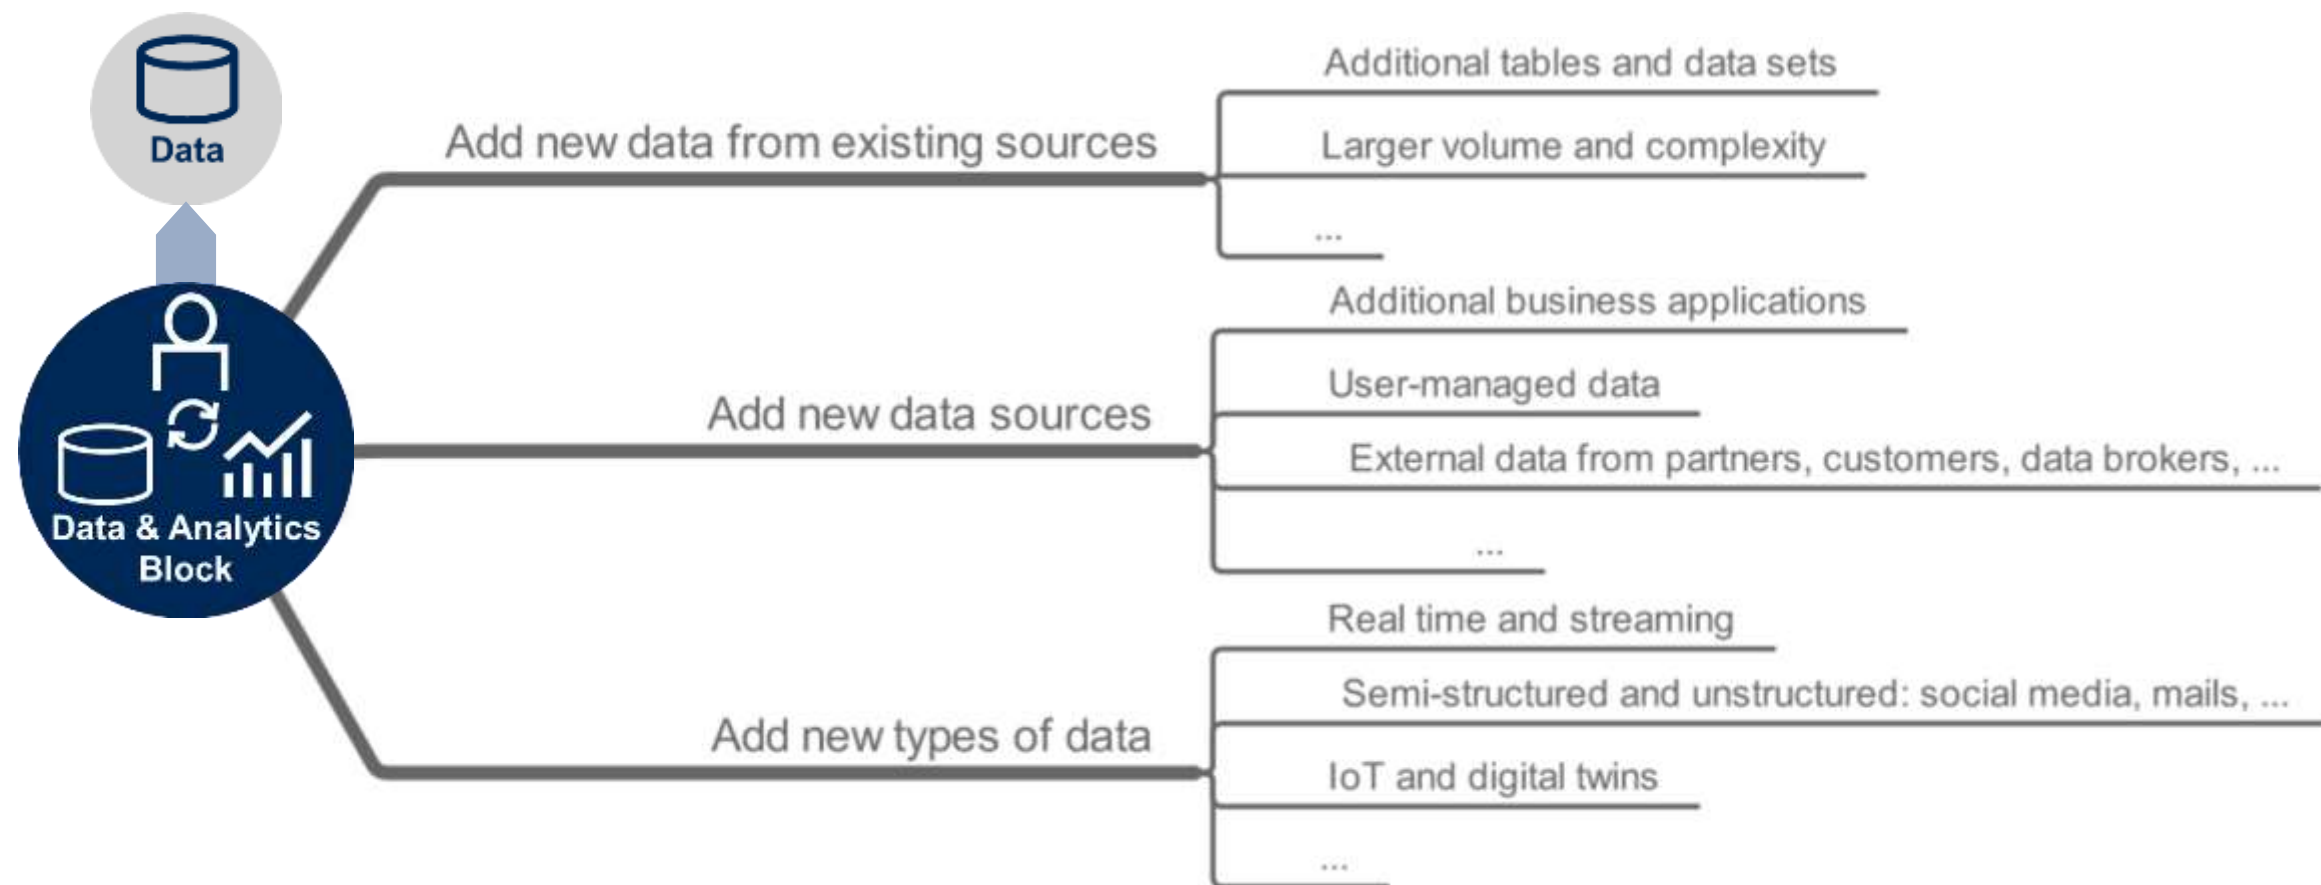 Data
Data & Analytics
Block
Add new data from existing sources
Additional tables and data sets
Larger volume and complexity
...
Add new data sources
Additional business applications
User-managed data
External data from partners, customers, data brokers, ...
...
Add new types of data
Real time and streaming
Semi-structured and unstructured: social media, mails, ...
IoT and digital twins
...